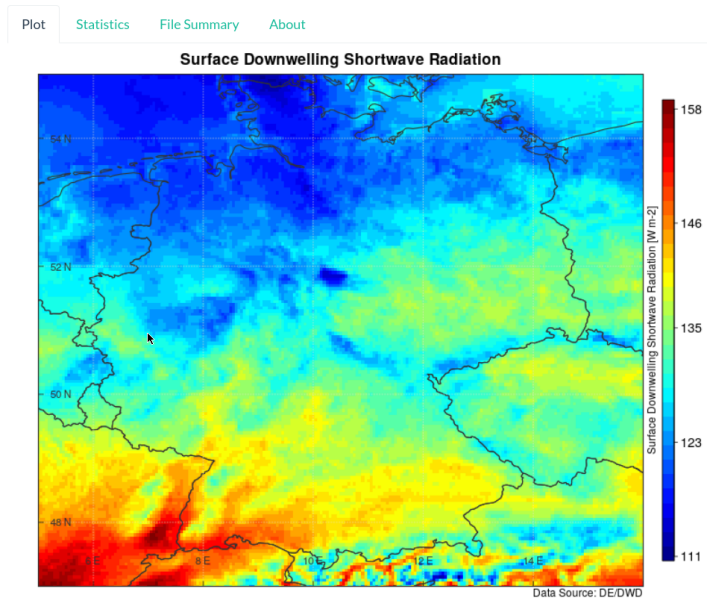 Plot Statistics File Summary About
Surface Downwelling Shortwave Radiation
54 N
52 N
50 N
48 N
6 E 8 E 10 E 12 E 14 E
158
146
135
123
111
Surface Downwelling Shortwave Radiation [W m-2]
Data Source: DE/DWD